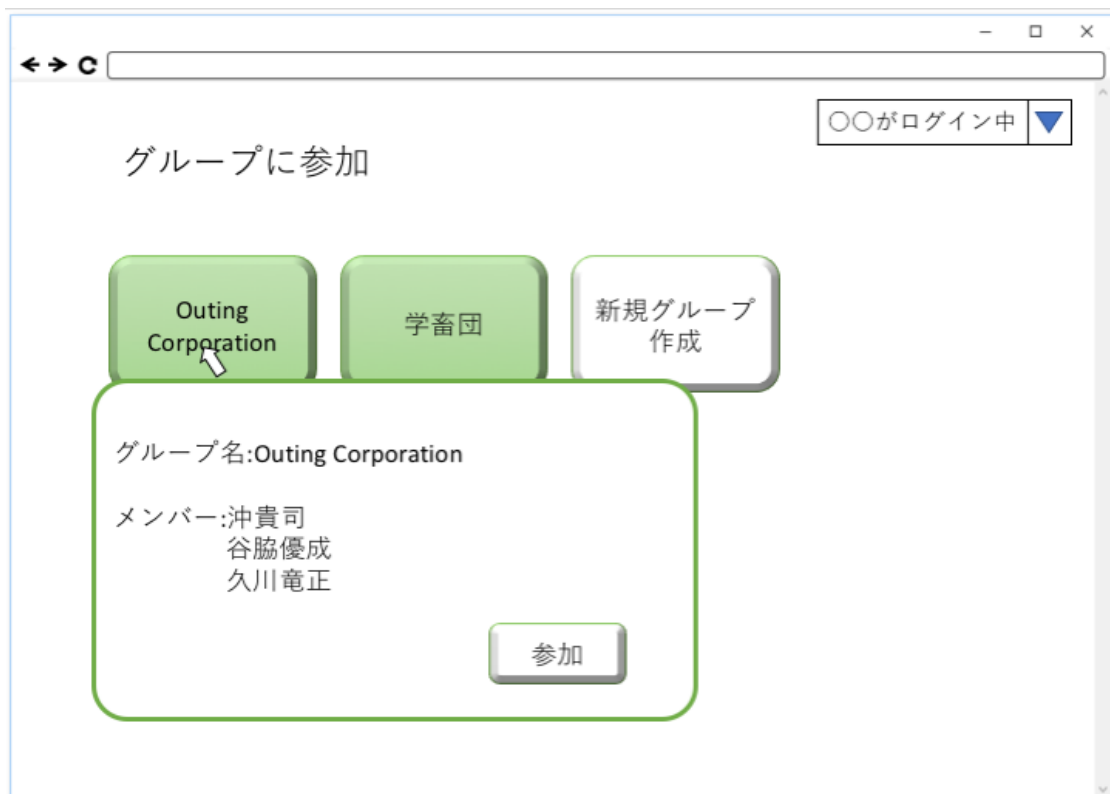 ○○がログイン中
グループに参加
Outing
Corporation
学畜団
新規グループ
作成
グループ名:Outing Corporation
メンバー:沖貴司
谷脇優成
久川竜正
参加